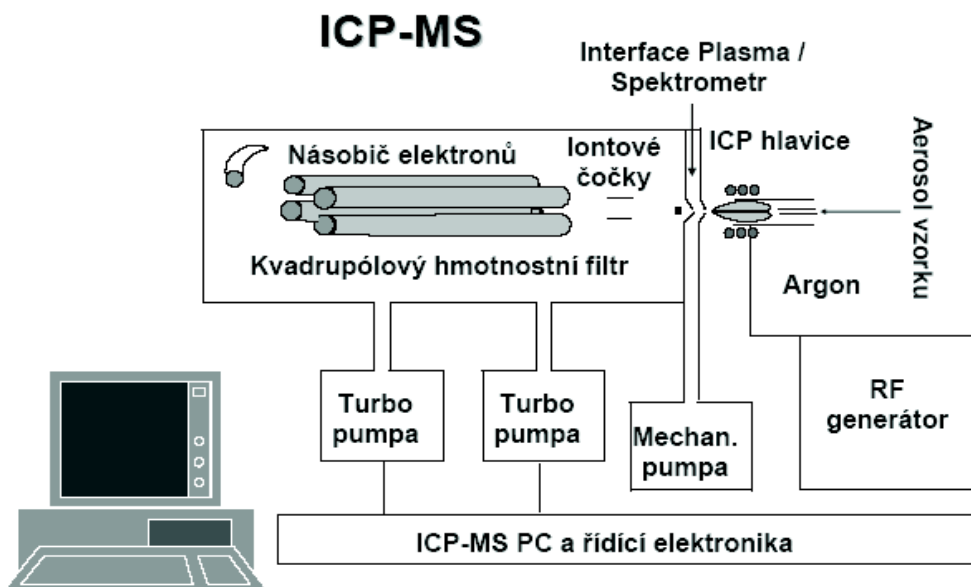 ICP-MS
Interface Plasma /
Spektrometr
ICP hlavice
Aerosol vzorku
Násobič elektronů
Iontové
čočky
Kvadrupólový hmotnostní filtr
Argon
Turbo
pumpa
Turbo
pumpa
Mechan.
pumpa
RF
generátor
ICP-MS PC a řídící elektronika